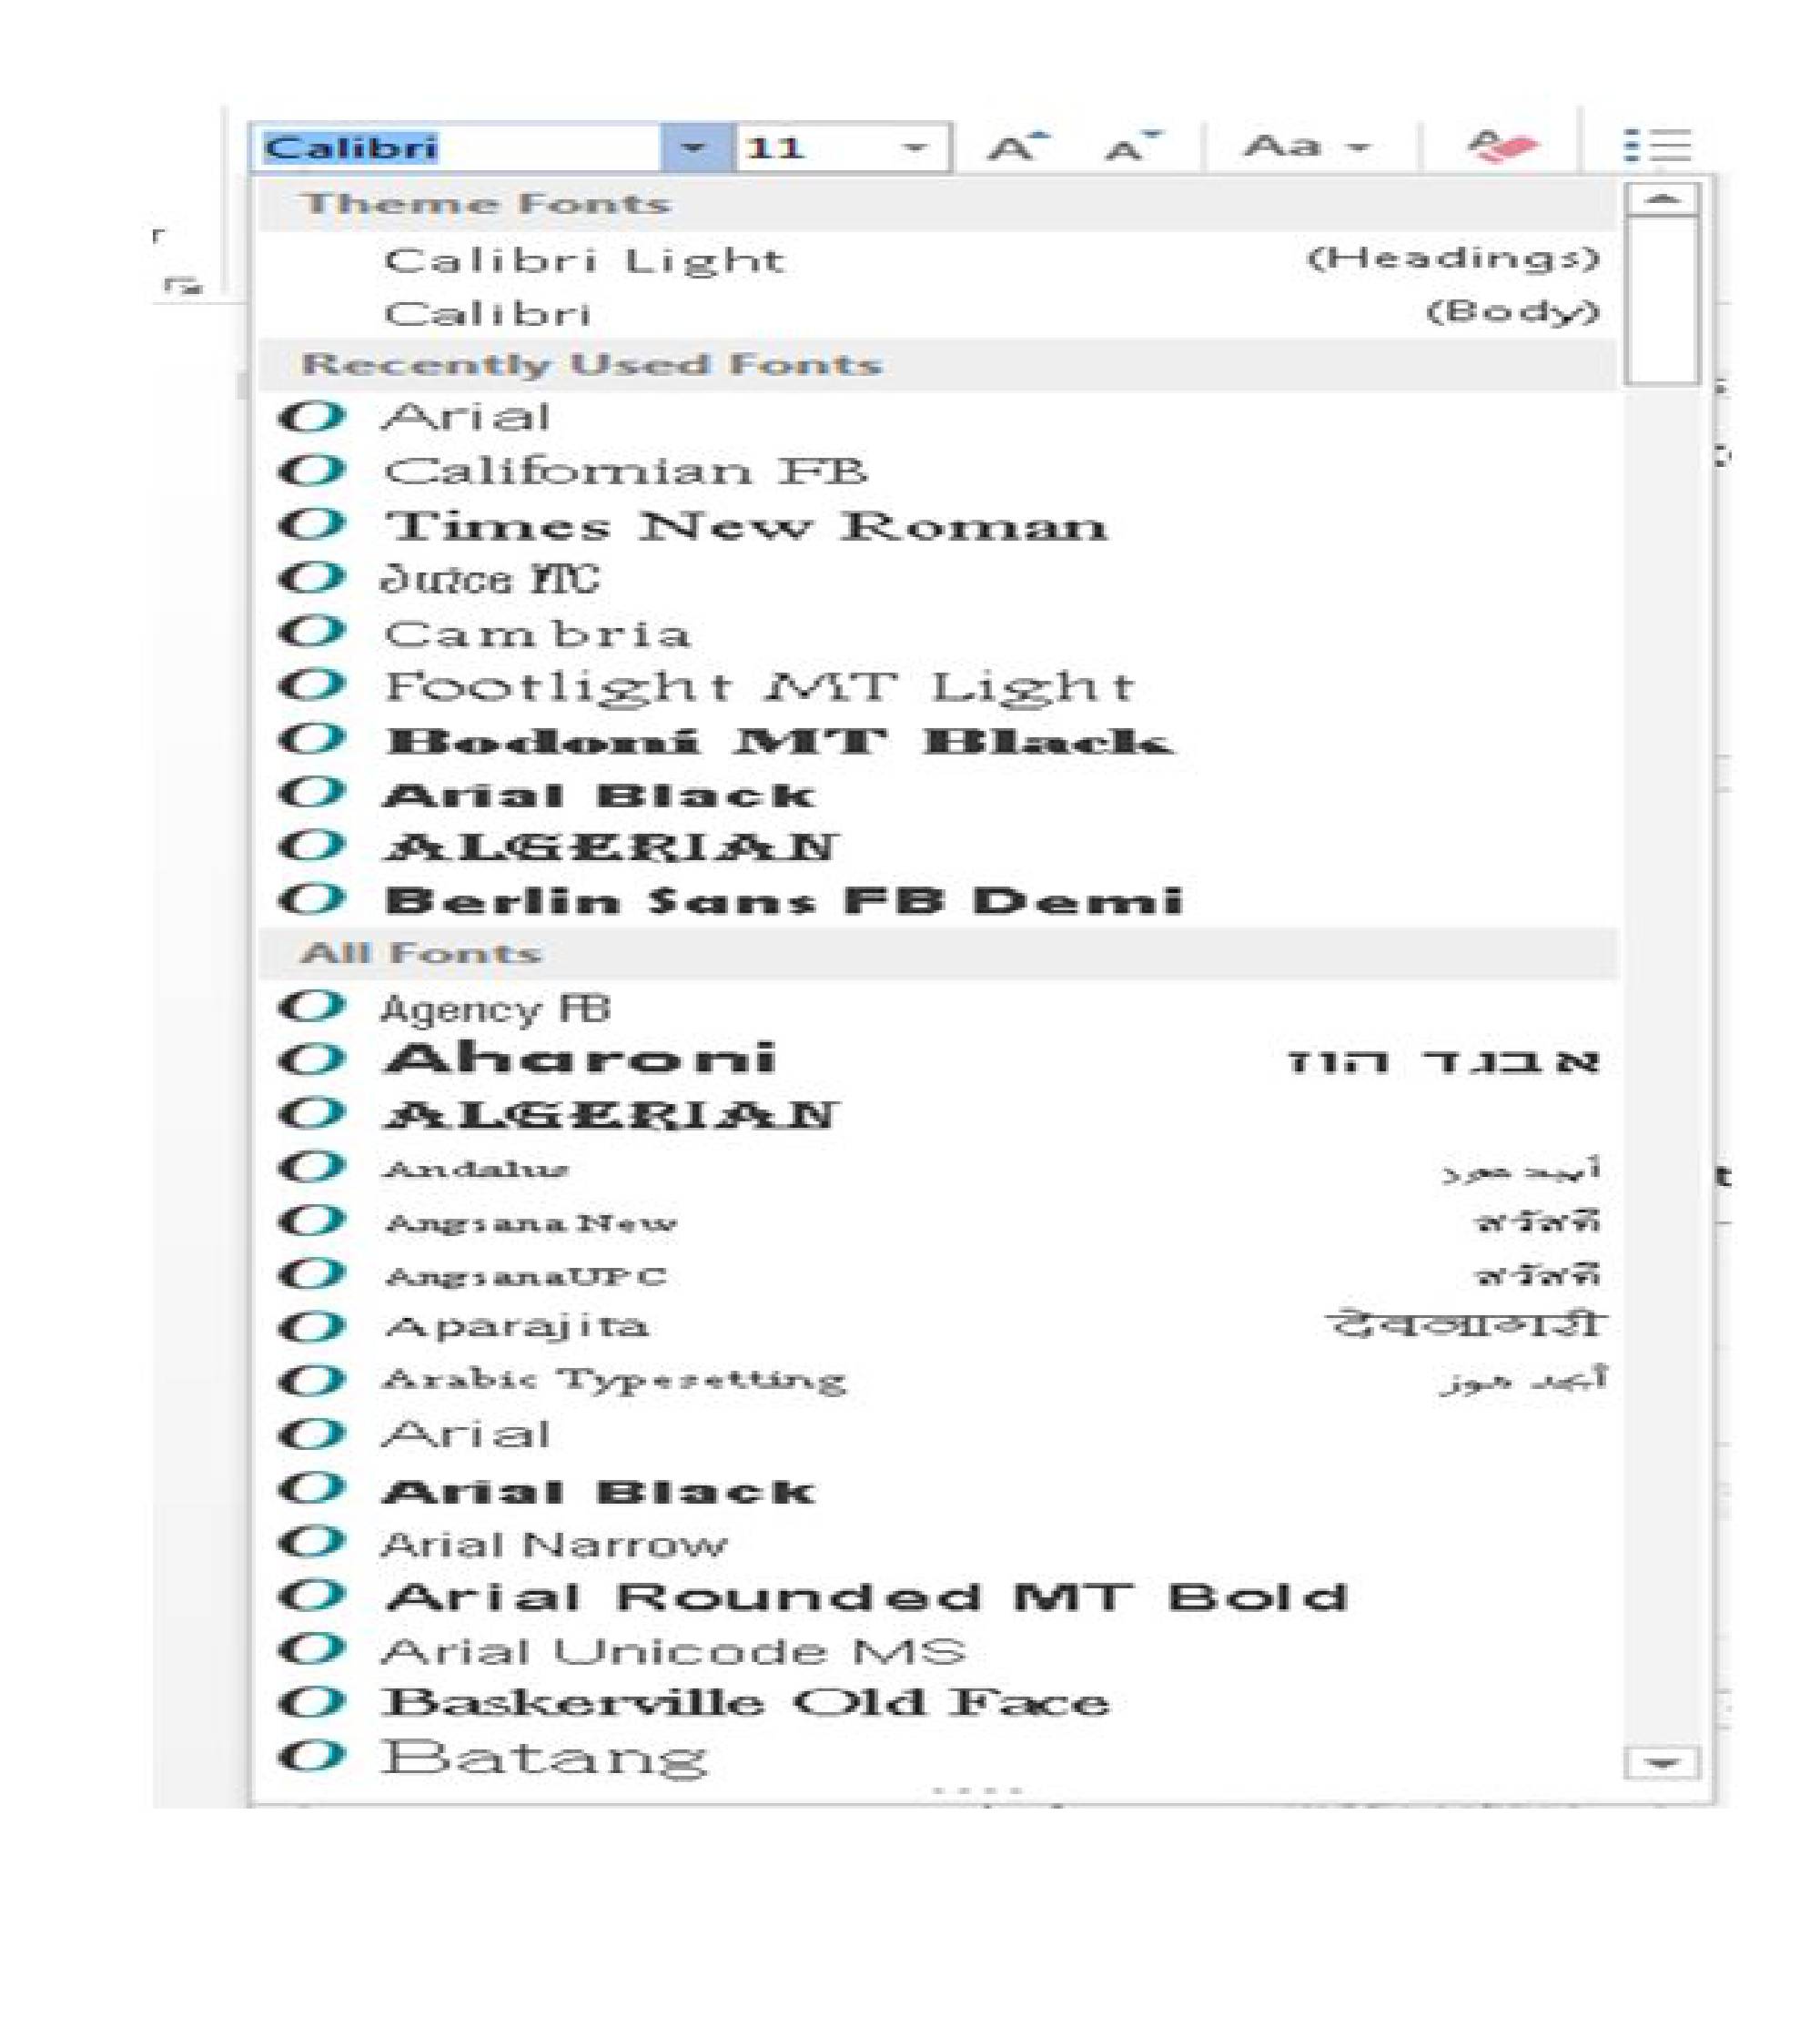 Calibri 11 A A Aa A
Theme Fonts
Calibri Light (Headings)
Calibri (Body)
Recently Used Fonts
Arial
Californian FB
Times New Roman
Juice ITC
Cambria
Footlight MT Light
Bodoni MT Black
Arial Black
ALGERIAN
Berlin Sans FB Demi
All Fonts
Agency FB
Aharoni אבגד הוז
ALGERIAN
Andalus أبجد هوز
Angsana New สวัสดี
AngsanaUPC สวัสดี
Aparajita देवनागरी
Arabic Typesetting أبجد هوز
Arial
Arial Black
Arial Narrow
Arial Rounded MT Bold
Arial Unicode MS
Baskerville Old Face
Batang